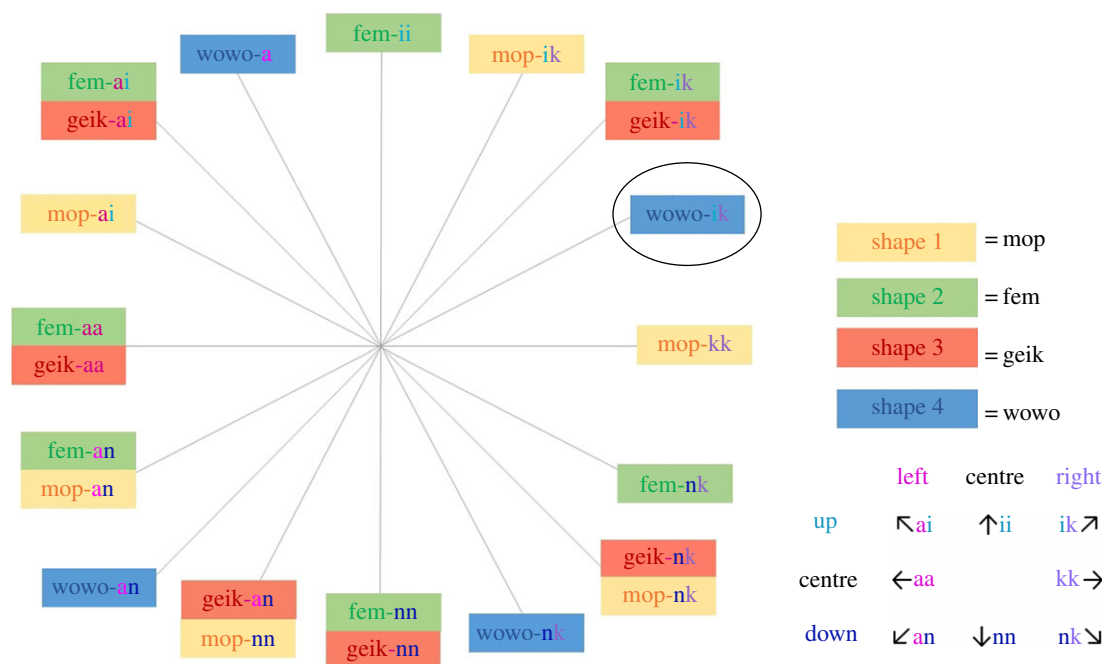 fem-ii
wowo-a
mop-ik
fem-ai
geik-ai
fem-ik
geik-ik
mop-ai
wowo-ik
fem-aa
geik-aa
mop-kk
fem-an
mop-an
fem-nk
wowo-an
geik-an
mop-nn
fem-nn
geik-nn
wowo-nk
geik-nk
mop-nk
shape 1 = mop
shape 2 = fem
shape 3 = geik
shape 4 = wowo
left centre right
up ↖ai ↑ii ik↗
centre ←aa kk→
down ↙an ↓nn nk↘